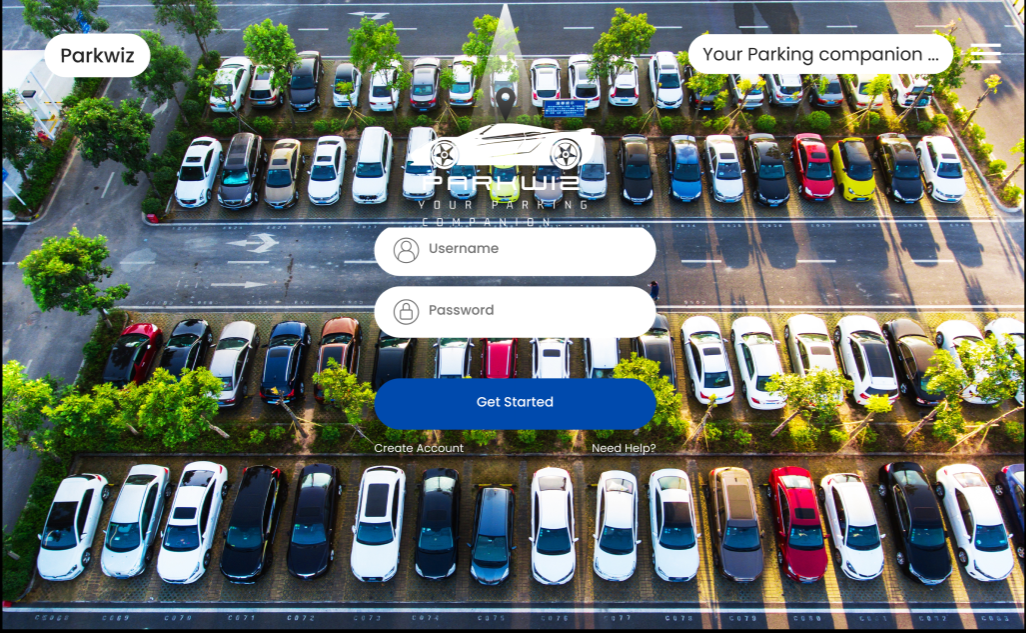 Parkwiz
Your Parking companion ...
PARKWIZ
YOUR PARKING
COMPANION
Username
Password
Get Started
Create Account
Need Help?